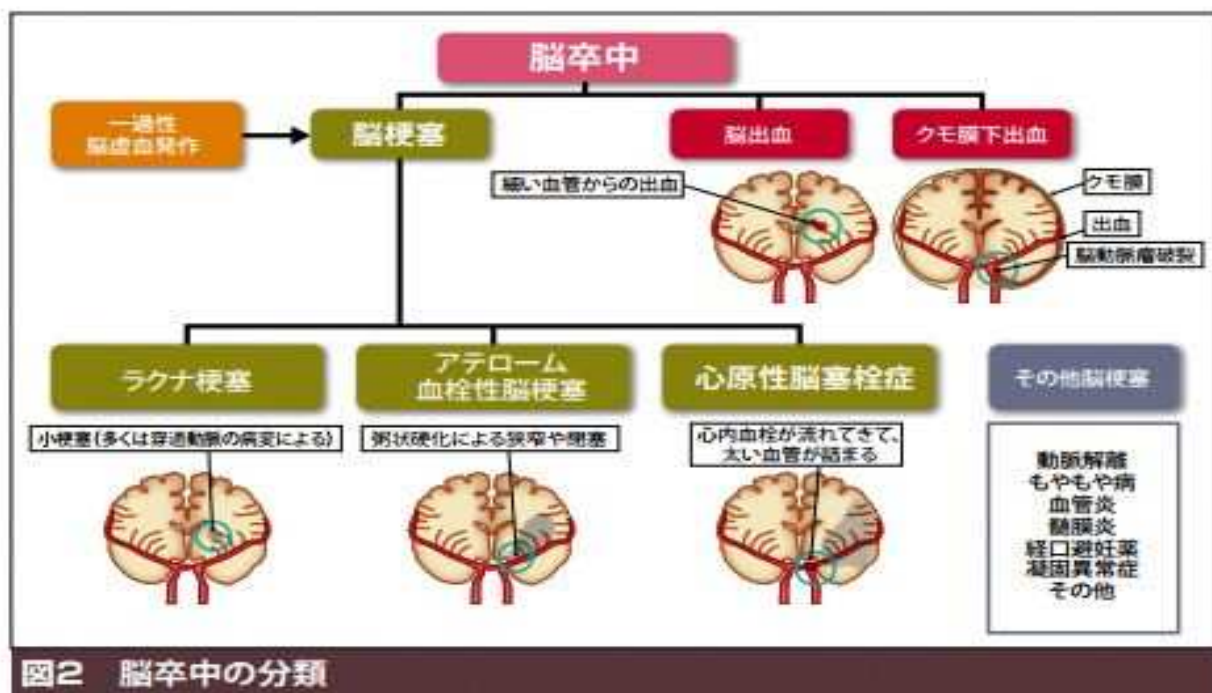 脳卒中
一過性
脳虚血発作
脳梗塞
脳出血
クモ膜下出血
細い血管からの出血
クモ膜
出血
脳動脈瘤破裂
ラクナ梗塞
アテローム
血栓性脳梗塞
心原性脳塞栓症
その他脳梗塞
小梗塞(多くは穿通動脈の病変による)
粥状硬化による狭窄や閉塞
心内血栓が流れてきて、
太い血管が詰まる
動脈解離
もやもや病
血管炎
髄膜炎
経口避妊薬
凝固異常症
その他
図2 脳卒中の分類